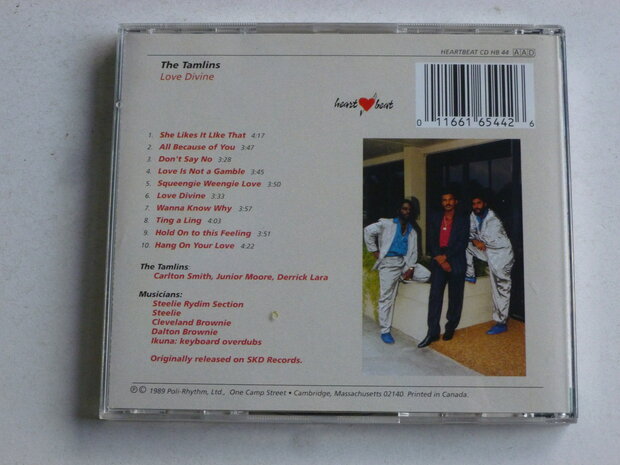 HEARTBEAT CD HB 44 AAD
The Tamlins
Love Divine
heart beat
0 11661 65442 6
1. She Likes It LIke That 4:17
2. All Because of You 3:47
3. Don't Say No 3:28
4. Love Is Not a Gamble 3:45
5. Squeengie Weengie Love 3:50
6. Love Divine 3:33
7. Wanna Know Why 3:57
8. Ting a Ling 4:03
9. Hold On to this Feeling 3:51
10. Hang On Your Love 4:22
The Tamlins:
Carlton Smith, Junior Moore, Derrick Lara
Musicians:
Steelie Rydim Section
Steelie
Cleveland Brownie
Dalton Brownie
Ikuna: keyboard overdubs
Originally released on SKD Records.
℗ © 1989 Poli-Rhythm, Ltd., One Camp Street • Cambridge, Massachusetts 02140. Printed in Canada.